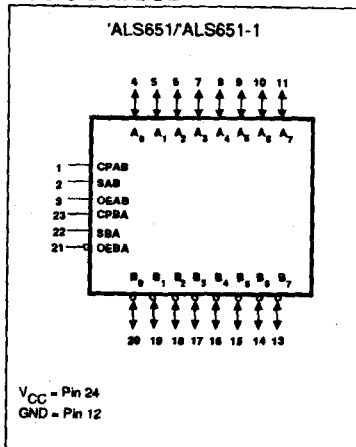 'ALS651/'ALS651-1
4 5 6 7 8 9 10 11
A0 A1 A2 A3 A4 A5 A6 A7
1 CPAB
2 SAB
3 OEAB
23 CPBA
22 SBA
21 OEBA
B0 B1 B2 B3 B4 B5 B6 B7
20 19 18 17 16 15 14 13
VCC = Pin 24
GND = Pin 12